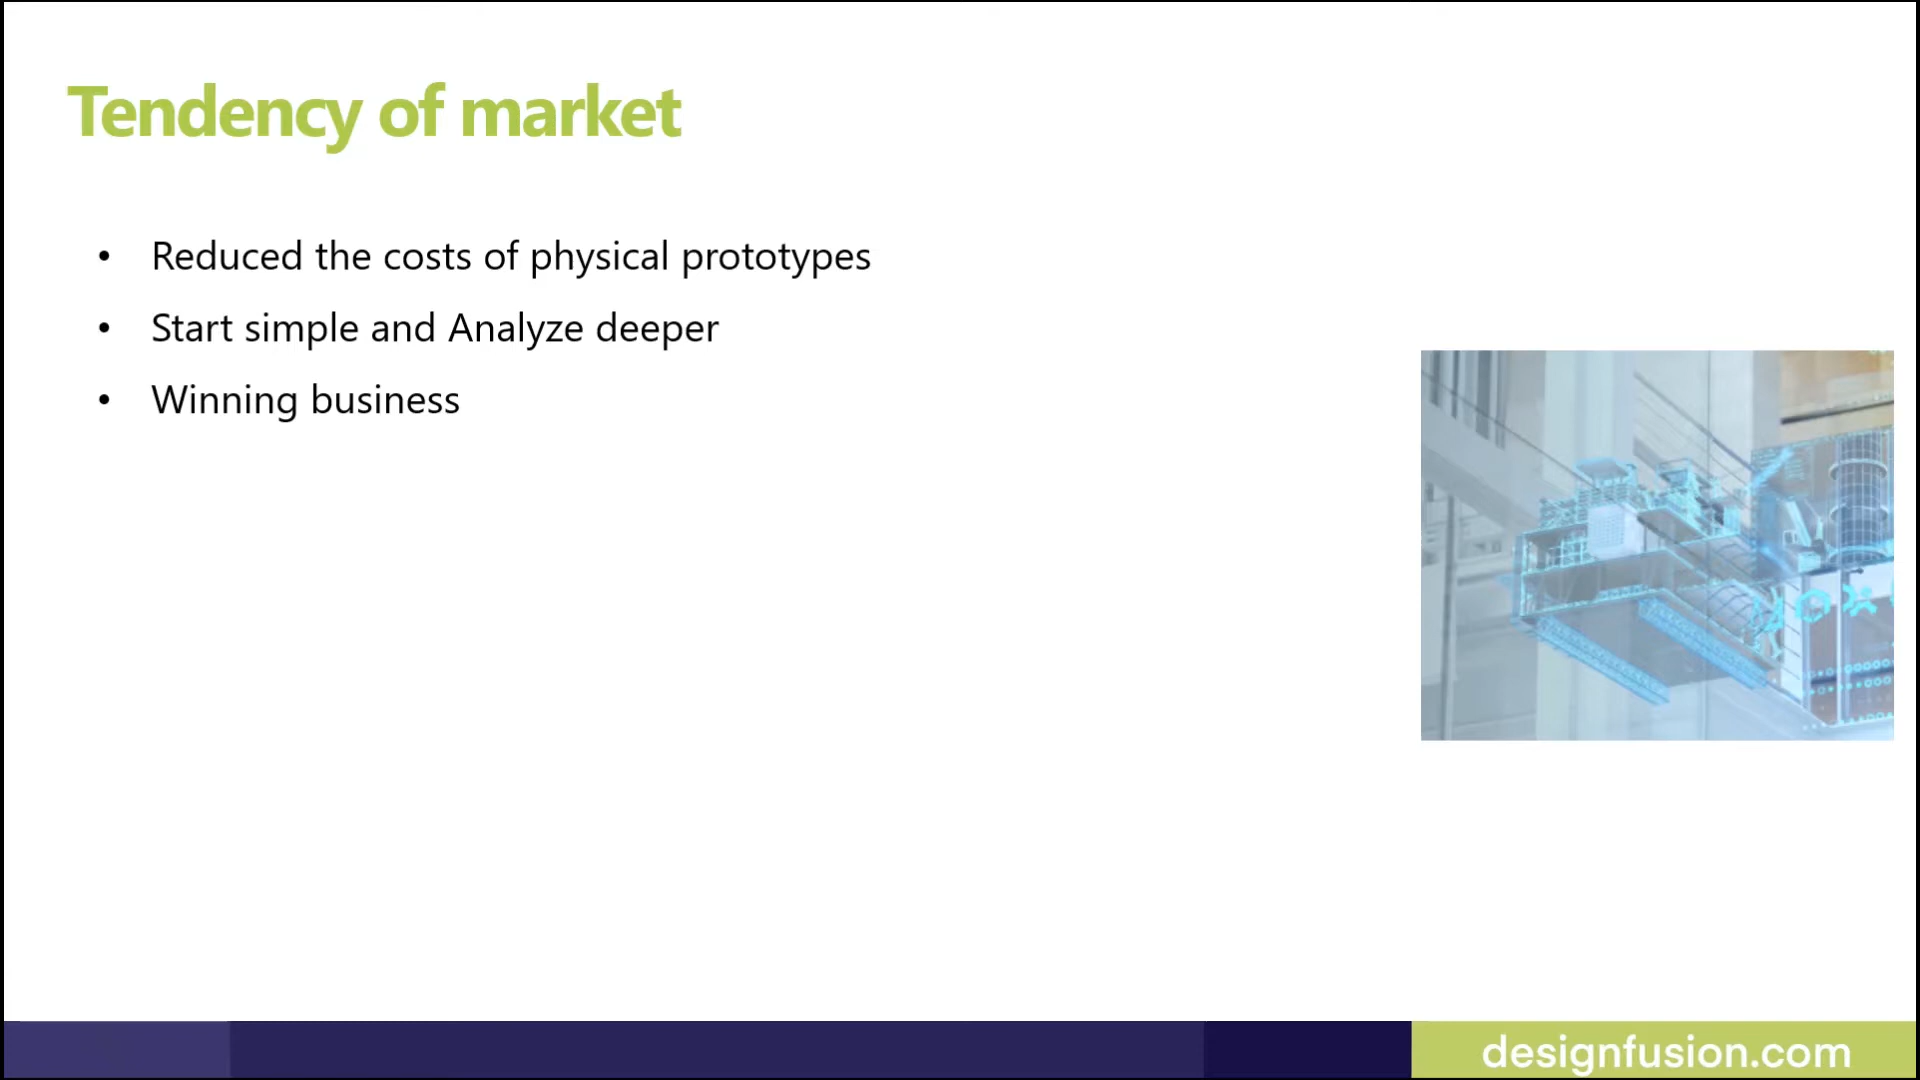 Tendency of market
• Reduced the costs of physical prototypes
• Start simple and Analyze deeper
• Winning business
designfusion.com